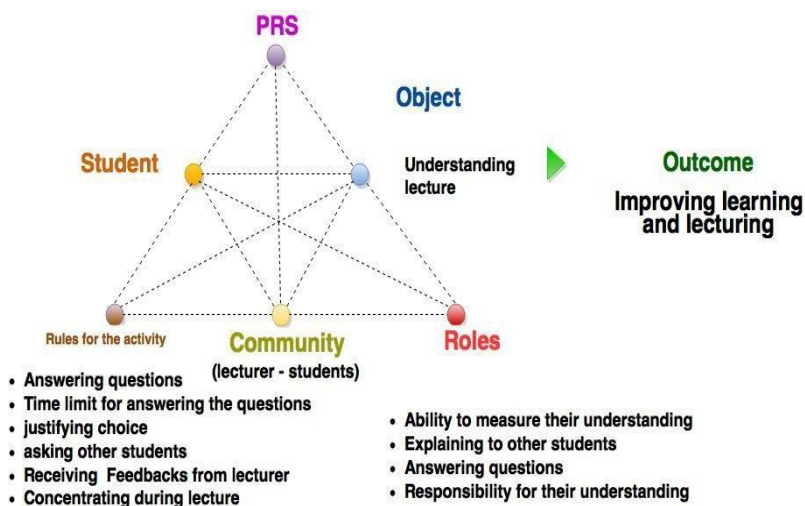 PRS
Object
Student
Understanding
lecture
Outcome
Improving learning
and lecturing
Rules for the activity
Community
(lecturer - students)
Roles
• Answering questions
• Time limit for answering the questions
• justifying choice
• asking other students
• Receiving Feedbacks from lecturer
• Concentrating during lecture
• Ability to measure their understanding
• Explaining to other students
• Answering questions
• Responsibility for their understanding